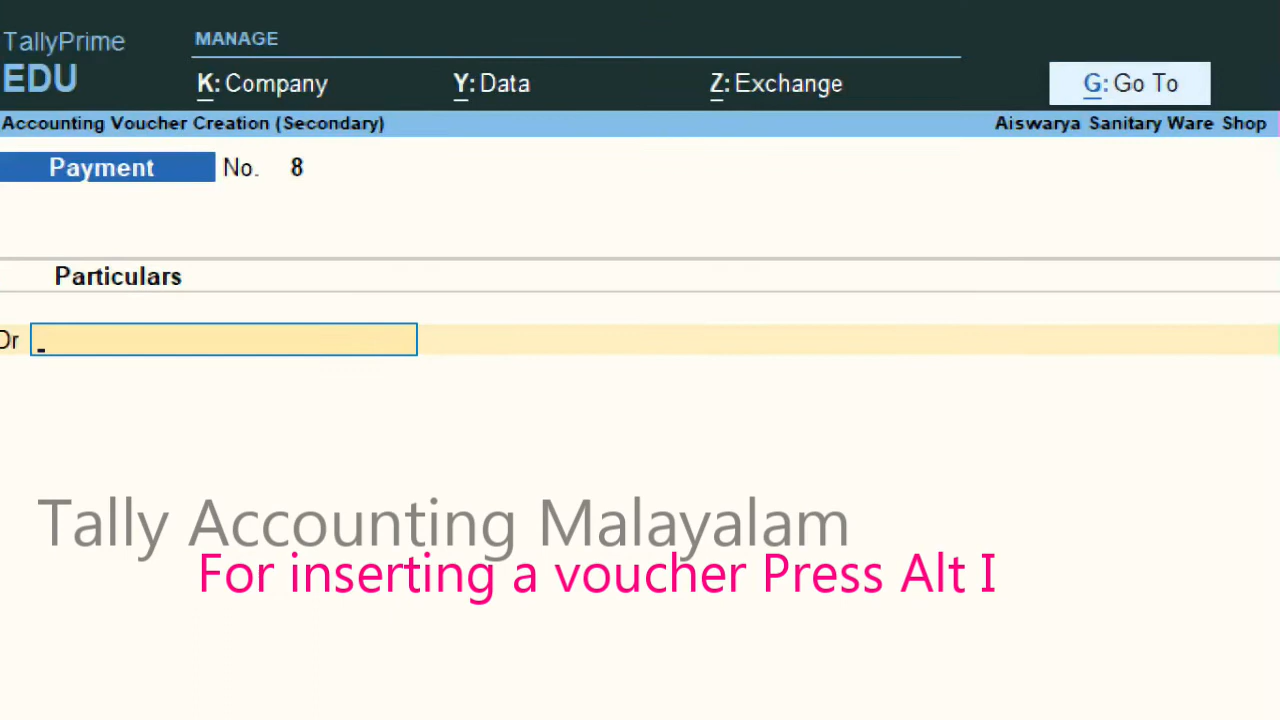 TallyPrime
EDU
MANAGE
K: Company
Y: Data
Z: Exchange
G: Go To
Accounting Voucher Creation (Secondary)
Aiswarya Sanitary Ware Shop
Payment No. 8
Particulars
Dr
Tally Accounting Malayalam
For inserting a voucher Press Alt I